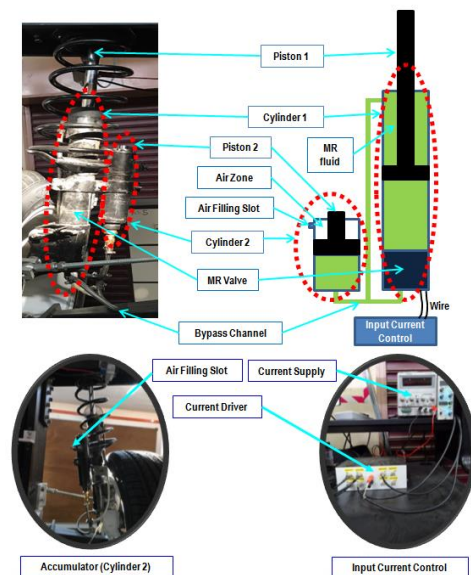 Piston 1
Cylinder 1
MR
fluid
Piston 2
Air Zone
Air Filling Slot
Cylinder 2
MR Valve
Wire
Input Current
Control
Bypass Channel
Air Filling Slot
Current Supply
Current Driver
Accumulator (Cylinder 2)
Input Current Control